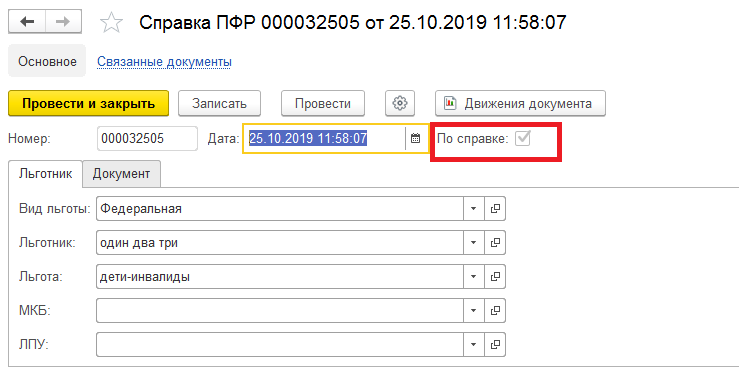 Справка ПФР 000032505 от 25.10.2019 11:58:07
Основное Связанные документы
Провести и закрыть Записать Провести Движения документа
Номер: 000032505 Дата: 25.10.2019 11:58:07 По справке:
Льготник Документ
Вид льготы: Федеральная
Льготник: один два три
Льгота: дети-инвалиды
МКБ:
ЛПУ: